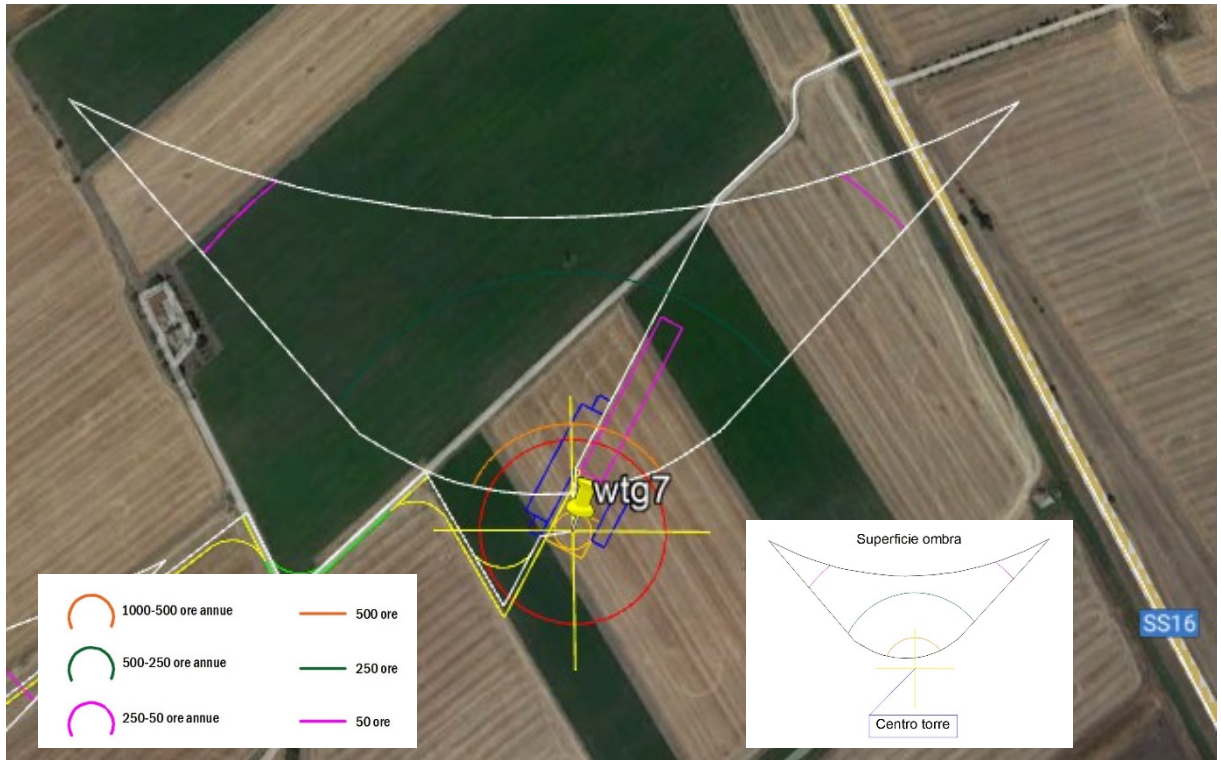 wtg7
SS16
1000-500 ore annue
500 ore
500-250 ore annue
250 ore
250-50 ore annue
50 ore
Superficie ombra
Centro torre